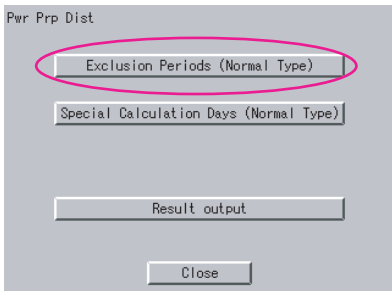 Pwr Prp Dist
Exclusion Periods (Normal Type)
Special Calculation Days (Normal Type)
Result output
Close